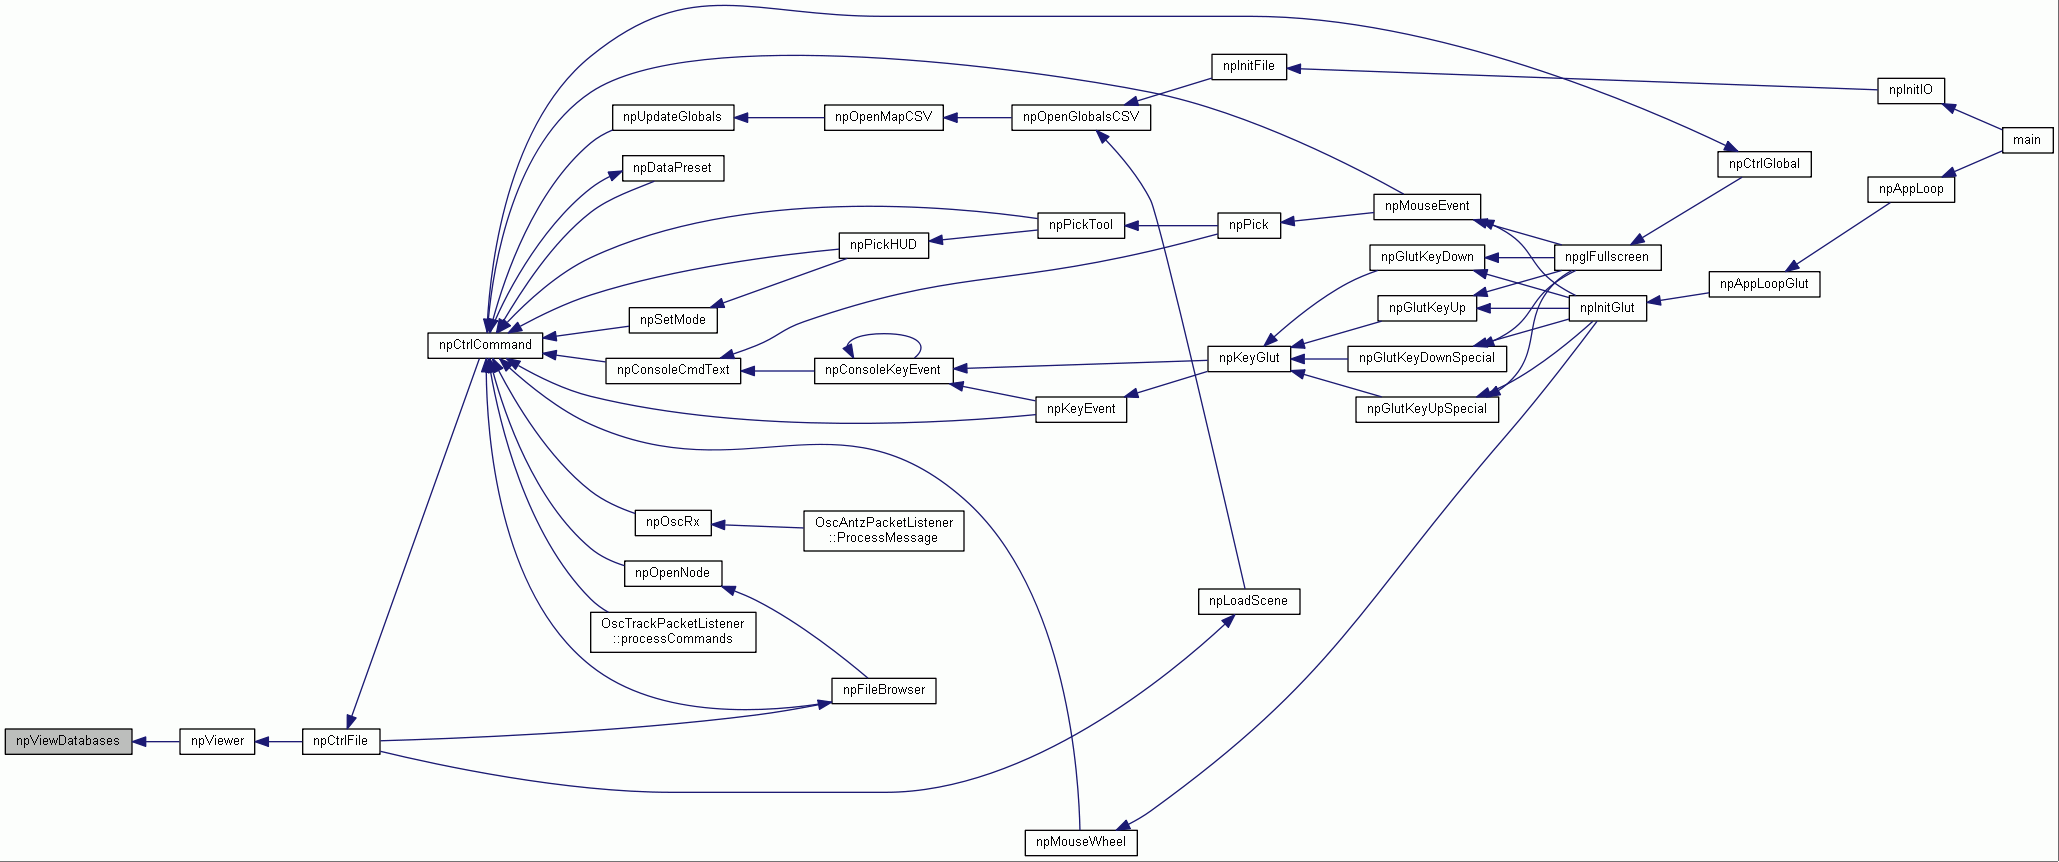 npInitFile
npInitIO
npUpdateGlobals
npOpenMapCSV
npOpenGlobalsCSV
main
npDataPreset
npCtrlGlobal
npAppLoop
npMouseEvent
npPickTool
npPick
npPickHUD
npGlutKeyDown
npglFullscreen
npAppLoopGlut
npSetMode
npGlutKeyUp
npInitGlut
npCtrlCommand
npKeyGlut
npGlutKeyDownSpecial
npConsoleCmdText
npConsoleKeyEvent
npKeyEvent
npGlutKeyUpSpecial
npOscRx
OscAntzPacketListener
::ProcessMessage
npOpenNode
npLoadScene
OscTrackPacketListener
::processCommands
npFileBrowser
npViewDatabases
npViewer
npCtrlFile
npMouseWheel